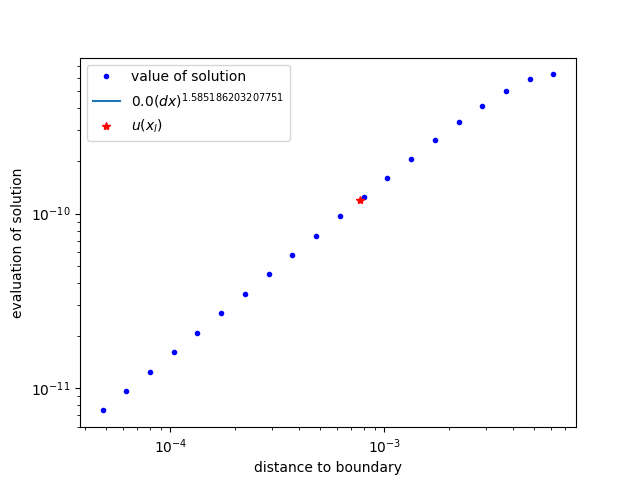 value of solution
0.0(dx)^1.585186203207751
u(x_l)
evaluation of solution
10^−10
10^−11
10^−4
10^−3
distance to boundary